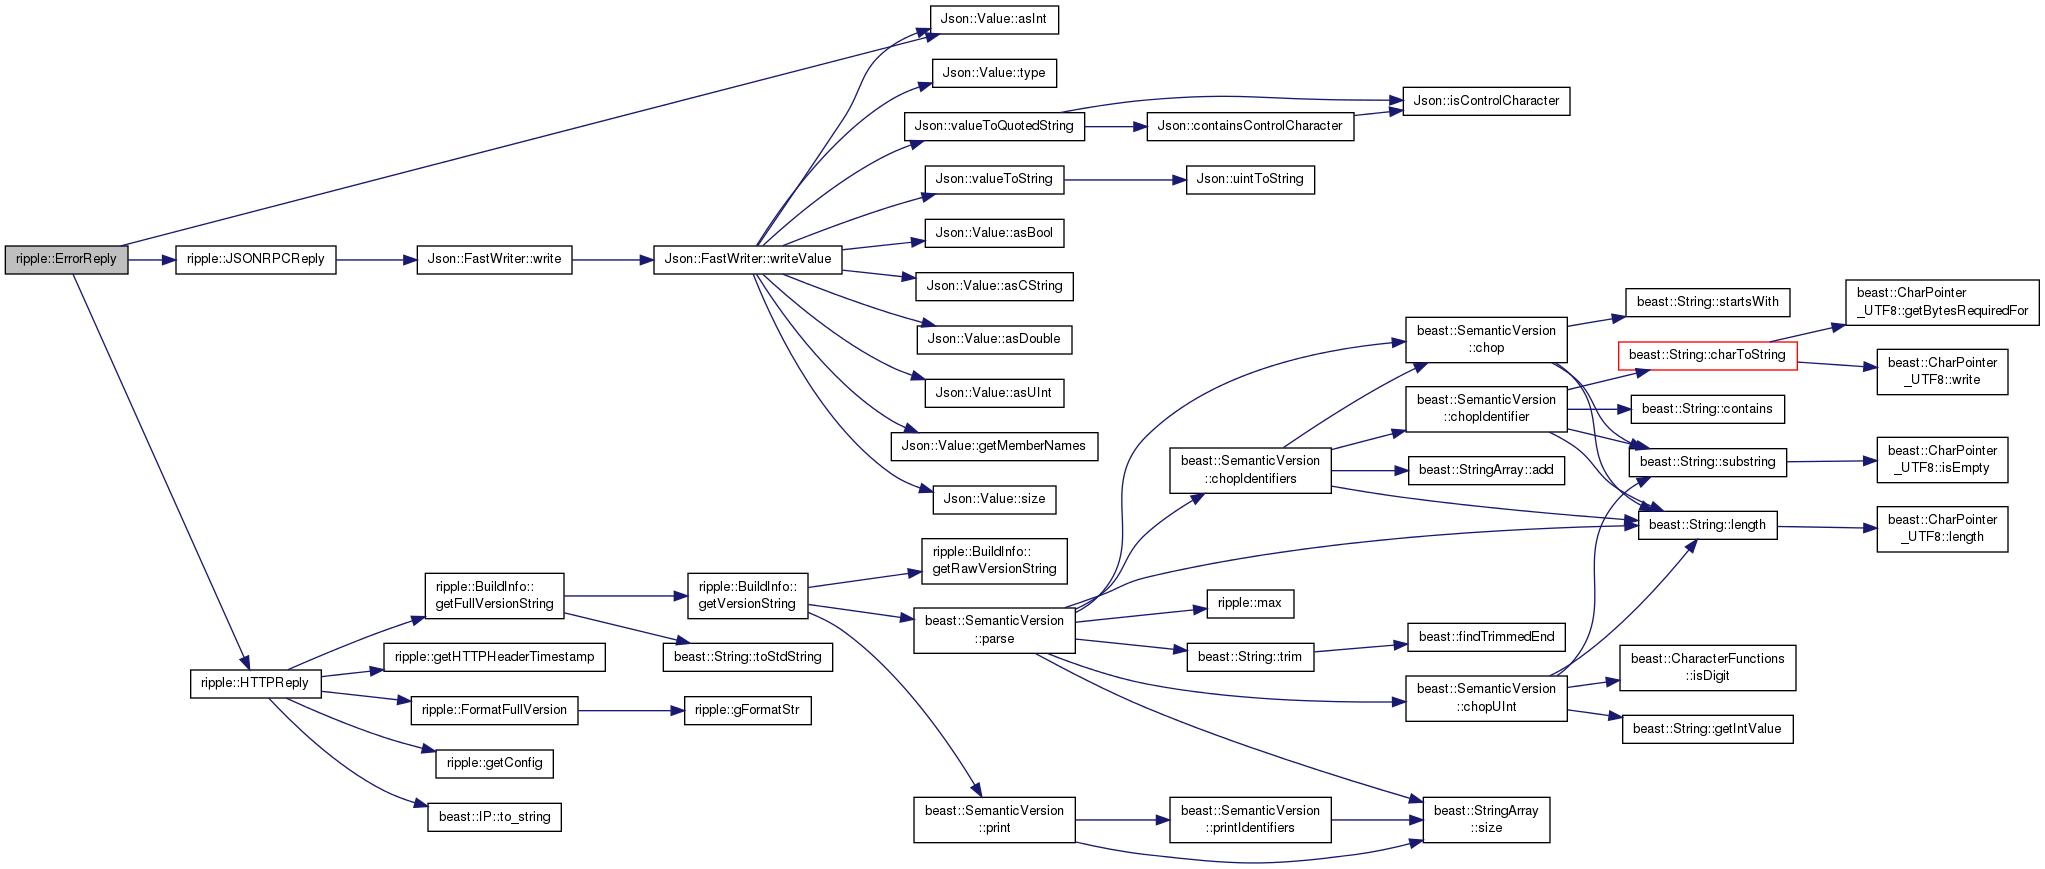 ripple::ErrorReply
ripple::JSONRPCReply
ripple::HTTPReply
Json::FastWriter::write
ripple::BuildInfo::
getFullVersionString
ripple::getHTTPHeaderTimestamp
ripple::FormatFullVersion
ripple::getConfig
beast::IP::to_string
Json::FastWriter::writeValue
ripple::BuildInfo::
getVersionString
beast::String::toStdString
ripple::gFormatStr
Json::Value::asInt
Json::Value::type
Json::valueToQuotedString
Json::valueToString
Json::Value::asBool
Json::Value::asCString
Json::Value::asDouble
Json::Value::asUInt
Json::Value::getMemberNames
Json::Value::size
ripple::BuildInfo::
getRawVersionString
beast::SemanticVersion
::parse
beast::SemanticVersion
::print
Json::containsControlCharacter
Json::uintToString
beast::SemanticVersion
::chopIdentifiers
ripple::max
beast::String::trim
beast::SemanticVersion
::printIdentifiers
Json::isControlCharacter
beast::SemanticVersion
::chop
beast::SemanticVersion
::chopIdentifier
beast::StringArray::add
beast::findTrimmedEnd
beast::SemanticVersion
::chopUInt
beast::StringArray
::size
beast::String::startsWith
beast::String::charToString
beast::String::contains
beast::String::substring
beast::String::length
beast::CharacterFunctions
::isDigit
beast::String::getIntValue
beast::CharPointer
_UTF8::getBytesRequiredFor
beast::CharPointer
_UTF8::write
beast::CharPointer
_UTF8::isEmpty
beast::CharPointer
_UTF8::length